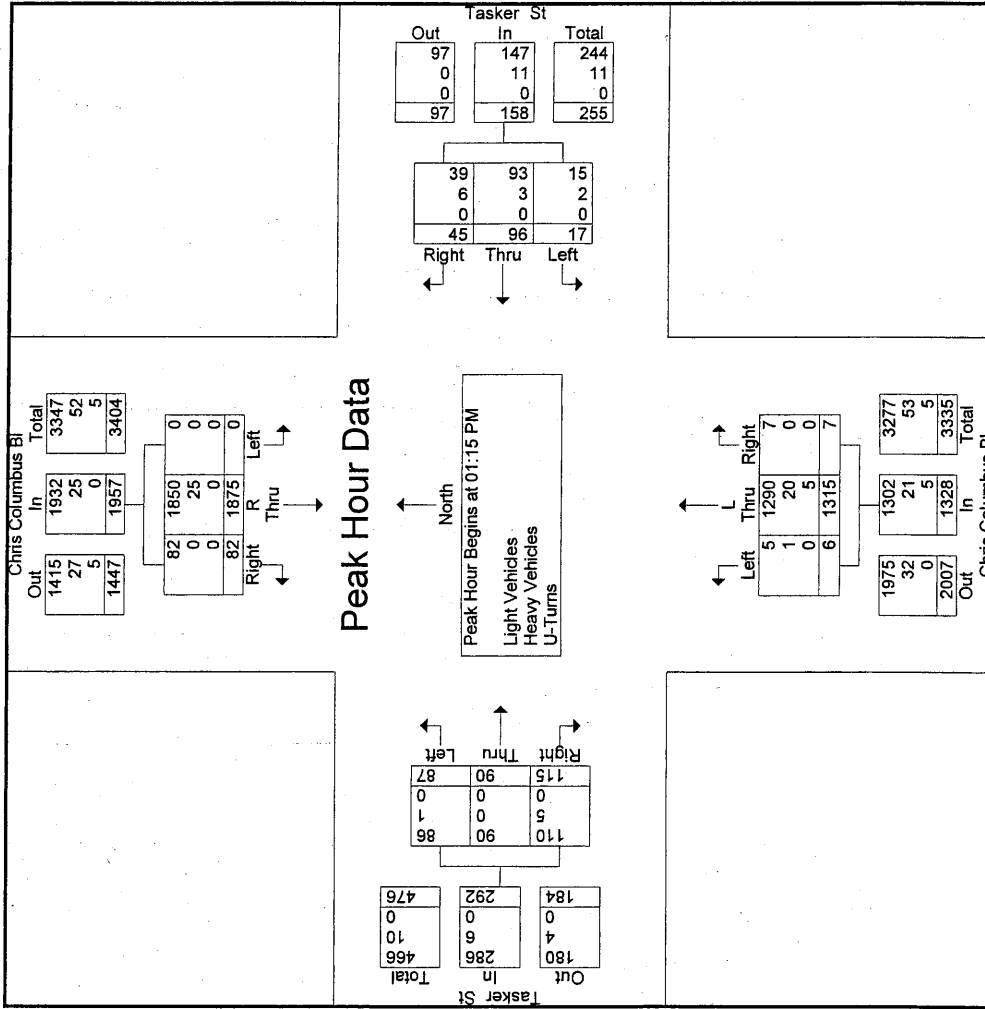 Tasker St
Out In Total
97 147 244
0 11 11
0 0 0
97 158 255
39 93 15
6 3 2
0 0 0
45 96 17
Right Thru Left
Chris Columbus Bl
Out In Total
1415 1932 3347
27 25 52
5 0 5
1447 1957 3404
82 1850 0
0 25 0
0 0 0
82 1875 0
Right R Left
Thru
Peak Hour Data
North
Peak Hour Begins at 01:15 PM
Light Vehicles
Heavy Vehicles
U-Turns
L
Left Thru Right
5 1290 7
1 20 0
0 5 0
6 1315 7
1975 1302 3277
32 21 53
0 5 5
2007 1328 3335
Out In Total
Chris Columbus Bl
Left Thru Right
87 90 115
0 0 0
1 0 5
86 90 110
476 292 184
0 0 0
10 6 4
466 286 180
Total In Out
Tasker St